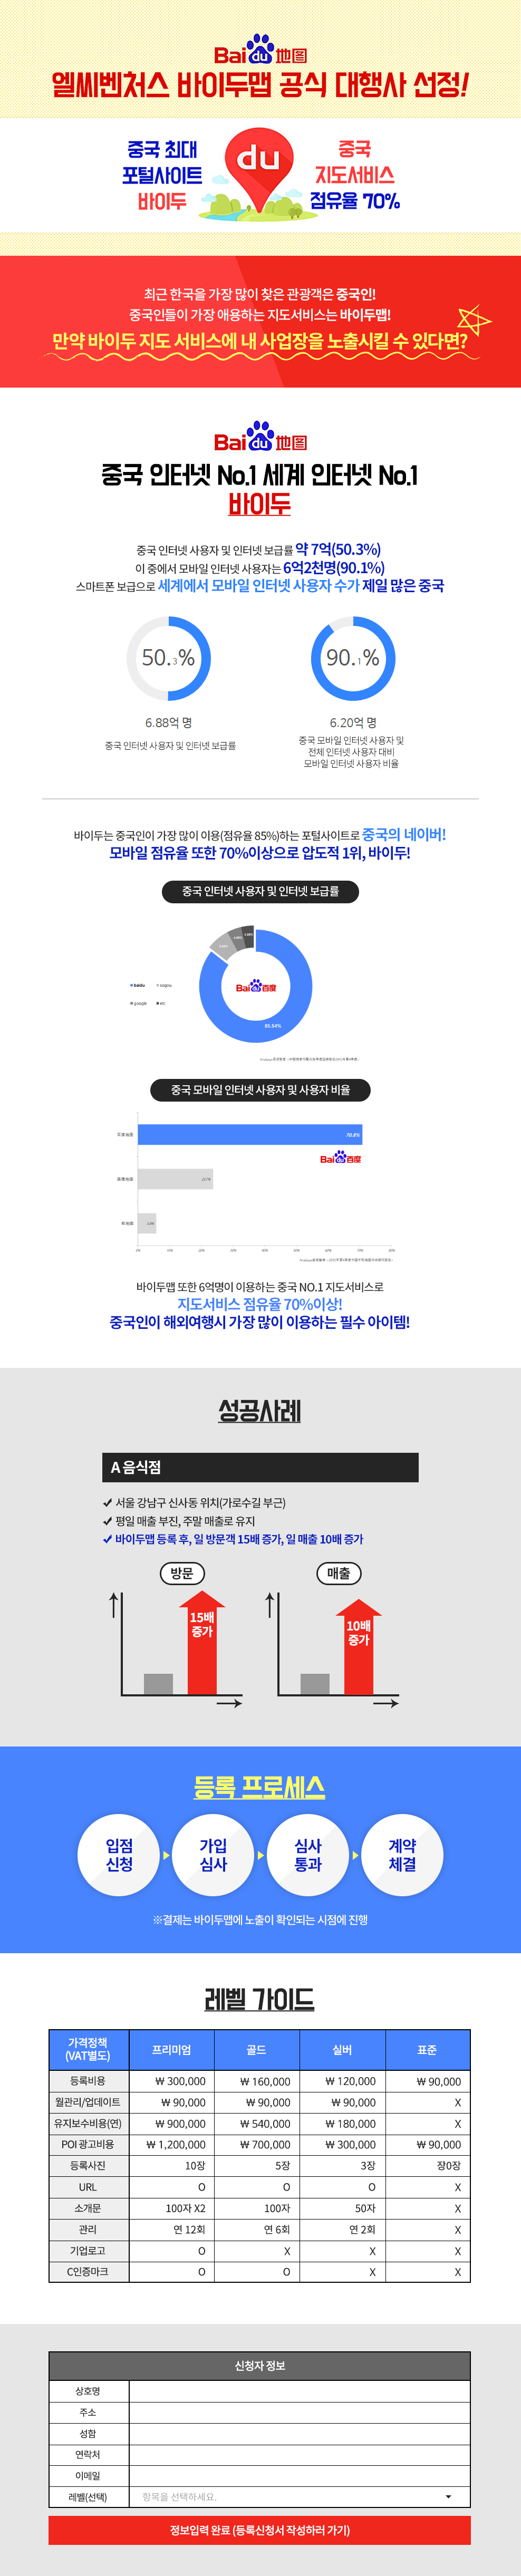 Bai du 地图
엘씨벤처스 바이두맵 공식 대행사 선정!
중국 최대
포털사이트
바이두
du
중국
지도서비스
점유율 70%
최근 한국을 가장 많이 찾은 관광객은 중국인!
중국인들이 가장 애용하는 지도서비스는 바이두맵!
만약 바이두 지도 서비스에 내 사업장을 노출시킬 수 있다면?
Bai du 地图
중국 인터넷 No.1 세계 인터넷 No.1
바이두
중국 인터넷 사용자 및 인터넷 보급률 약 7억(50.3%)
이 중에서 모바일 인터넷 사용자는 6억2천명(90.1%)
스마트폰 보급으로 세계에서 모바일 인터넷 사용자 수가 제일 많은 중국
50.3%
90.1%
6.88억 명
6.20억 명
중국 인터넷 사용자 및 인터넷 보급률
중국 모바일 인터넷 사용자 및
전체 인터넷 사용자 대비
모바일 인터넷 사용자 비율
바이두는 중국인이 가장 많이 이용(점유율 85%)하는 포털사이트로 중국의 네이버!
모바일 점유율 또한 70%이상으로 압도적 1위, 바이두!
중국 인터넷 사용자 및 인터넷 보급률
baidu
sogou
google
etc
Bai du 百度
85.54%
중국 모바일 인터넷 사용자 및 사용자 비율
70.8%
Bai du 百度
바이두맵 또한 6억명이 이용하는 중국 NO.1 지도서비스로
지도서비스 점유율 70%이상!
중국인이 해외여행시 가장 많이 이용하는 필수 아이템!
성공사례
A 음식점
서울 강남구 신사동 위치(가로수길 부근)
평일 매출 부진, 주말 매출로 유지
바이두맵 등록 후, 일 방문객 15배 증가, 일 매출 10배 증가
방문
매출
15배
증가
10배
증가
등록 프로세스
입점
신청
가입
심사
심사
통과
계약
체결
※결제는 바이두맵에 노출이 확인되는 시점에 진행
레벨 가이드
가격정책
(VAT별도)
프리미엄 골드 실버 표준
등록비용 ₩ 300,000 ₩ 160,000 ₩ 120,000 ₩ 90,000
월관리/업데이트 ₩ 90,000 ₩ 90,000 ₩ 90,000 X
유지보수비용(연) ₩ 900,000 ₩ 540,000 ₩ 180,000 X
POI 광고비용 ₩ 1,200,000 ₩ 700,000 ₩ 300,000 ₩ 90,000
등록사진 10장 5장 3장 장0장
URL O O O X
소개문 100자 X2 100자 50자 X
관리 연 12회 연 6회 연 2회 X
기업로고 O X X X
C인증마크 O O X X
신청자 정보
상호명
주소
성함
연락처
이메일
레벨(선택) 항목을 선택하세요.
정보입력 완료 (등록신청서 작성하러 가기)